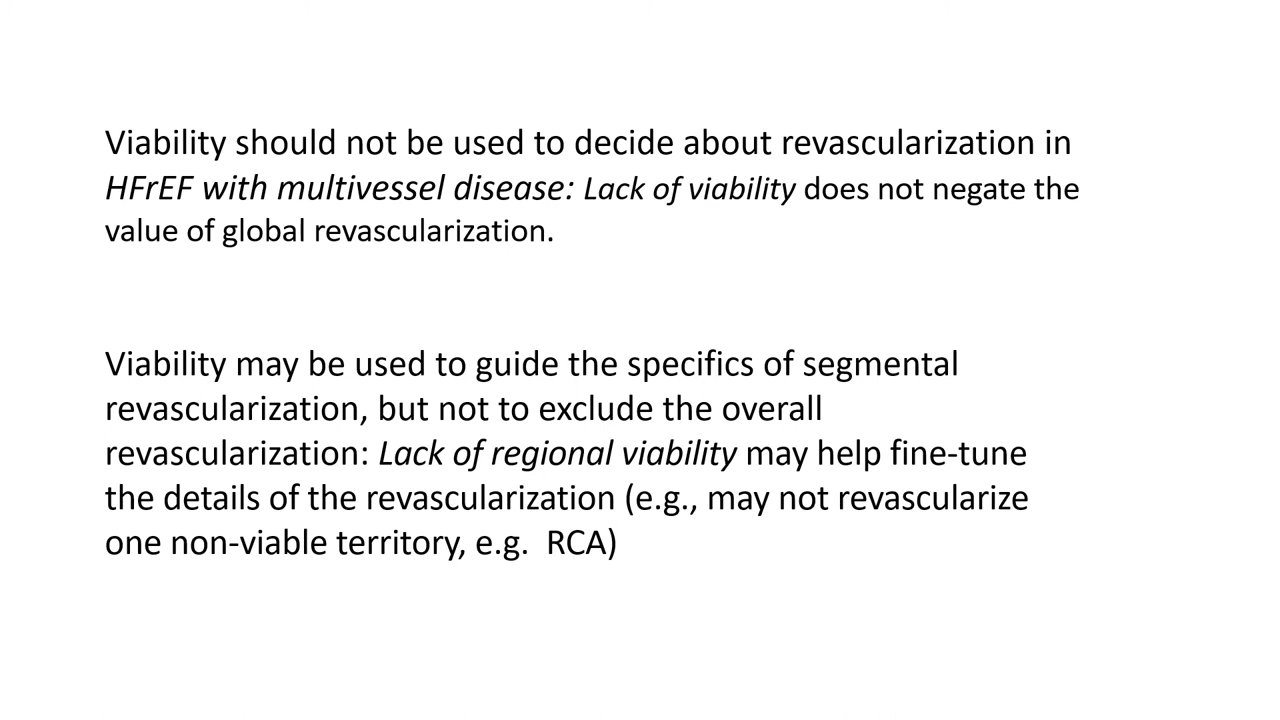 Viability should not be used to decide about revascularization in
HFrEF with multivessel disease: Lack of viability does not negate the
value of global revascularization.
Viability may be used to guide the specifics of segmental
revascularization, but not to exclude the overall
revascularization: Lack of regional viability may help fine-tune
the details of the revascularization (e.g., may not revascularize
one non-viable territory, e.g.  RCA)